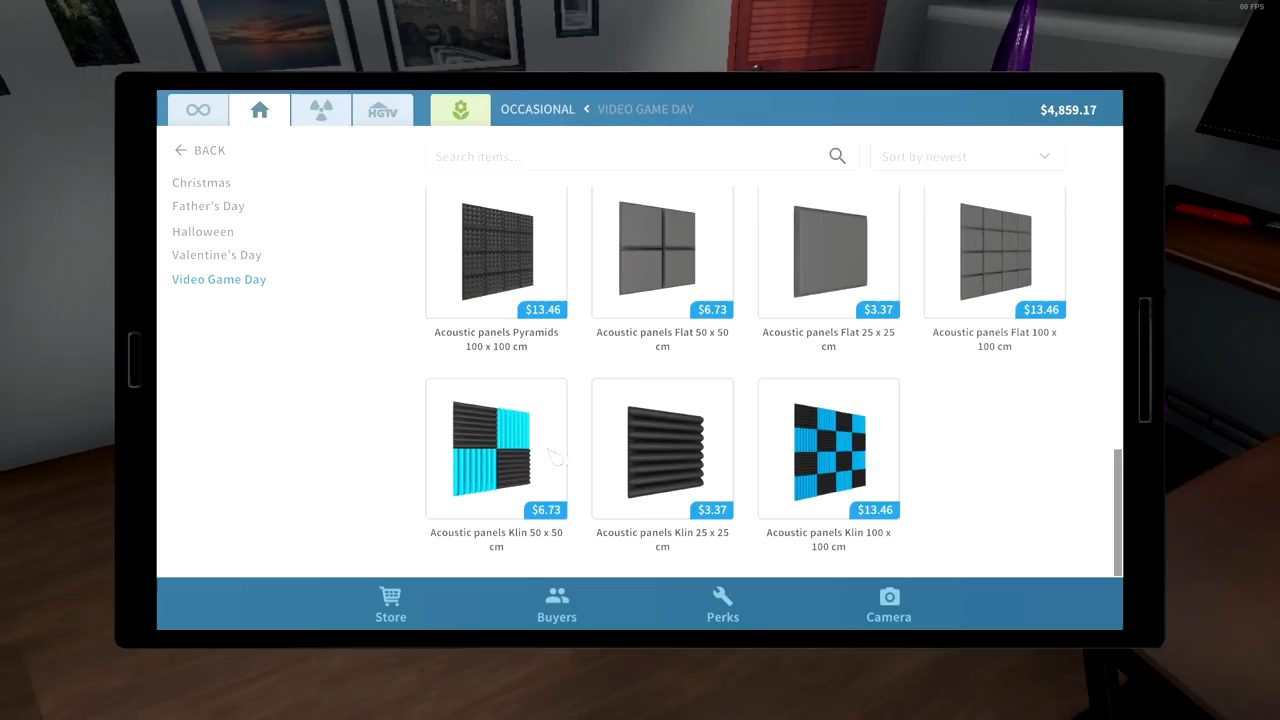 60 FPS
HGTV
OCCASIONAL
VIDEO GAME DAY
$4,859.17
BACK
Search items...
Sort by newest
Christmas
Father's Day
Halloween
Valentine's Day
Video Game Day
$13.46
$6.73
$3.37
$13.46
Acoustic panels Pyramids
100 x 100 cm
Acoustic panels Flat 50 x 50
cm
Acoustic panels Flat 25 x 25
cm
Acoustic panels Flat 100 x
100 cm
$6.73
$3.37
$13.46
Acoustic panels Klin 50 x 50
cm
Acoustic panels Klin 25 x 25
cm
Acoustic panels Klin 100 x
100 cm
Store
Buyers
Perks
Camera